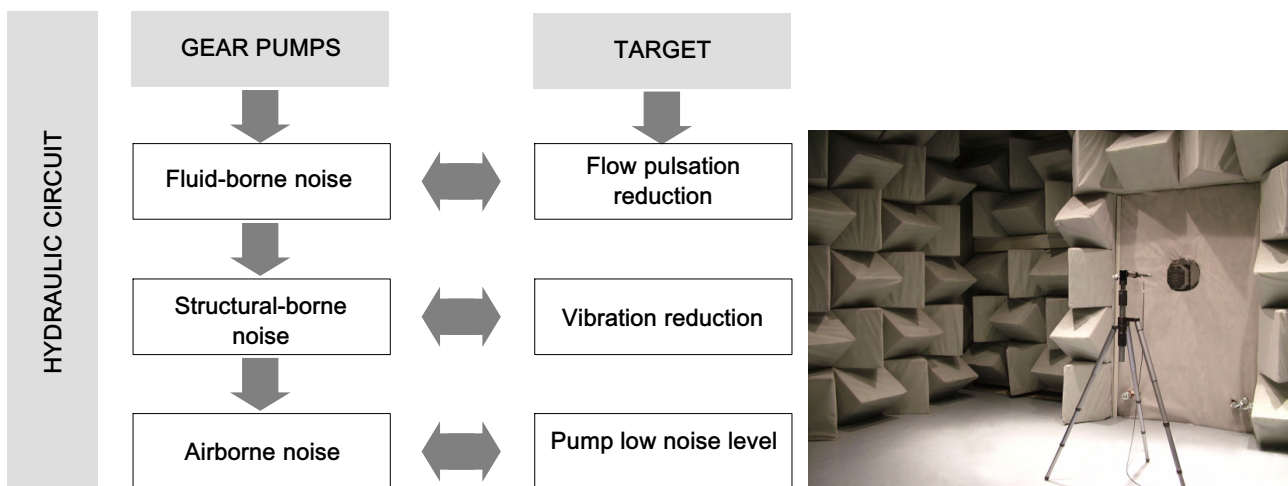 HYDRAULIC CIRCUIT
GEAR PUMPS
TARGET
Fluid-borne noise
Flow pulsation
reduction
Structural-borne
noise
Vibration reduction
Airborne noise
Pump low noise level